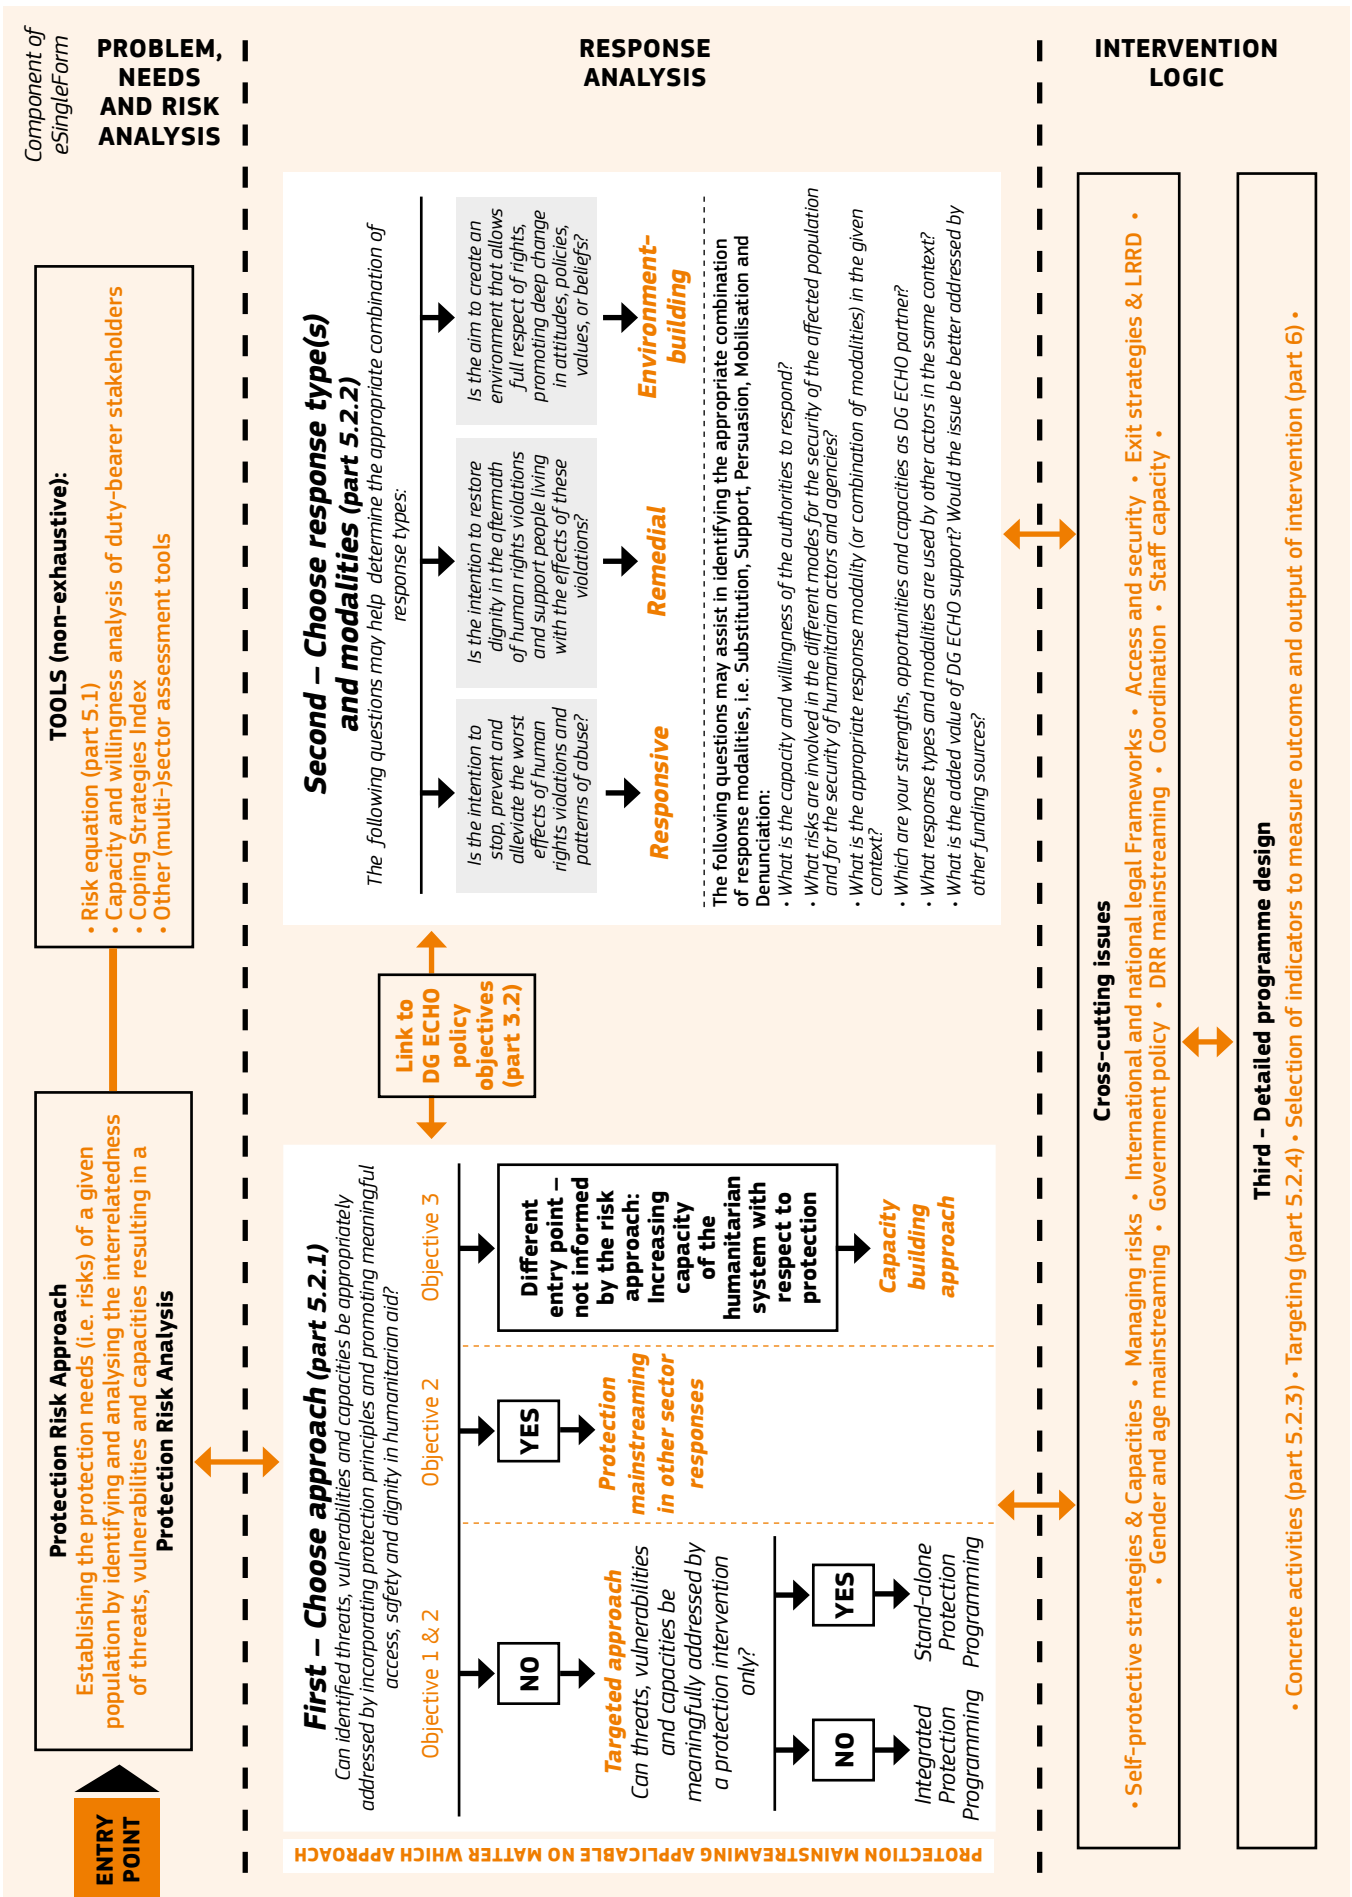 Component of
eSingleForm
PROBLEM,
NEEDS
AND RISK
ANALYSIS
RESPONSE
ANALYSIS
INTERVENTION
LOGIC
ENTRY
POINT
Protection Risk Approach
Establishing the protection needs (i.e. risks) of a given
population by identifying and analysing the interrelatedness
of threats, vulnerabilities and capacities resulting in a
Protection Risk Analysis
TOOLS (non-exhaustive):
• Risk equation (part 5.1)
• Capacity and willingness analysis of duty-bearer stakeholders
• Coping Strategies Index
• Other (multi-)sector assessment tools
PROTECTION MAINSTREAMING APPLICABLE NO MATTER WHICH APPROACH
First – Choose approach (part 5.2.1)
Can identified threats, vulnerabilities and capacities be appropriately
addressed by incorporating protection principles and promoting meaningful
access, safety and dignity in humanitarian aid?
Objective 1 & 2
Objective 2
Objective 3
NO
Targeted approach
Can threats, vulnerabilities
and capacities be
meaningfully addressed by
a protection intervention
only?
NO
Integrated
Protection
Programming
YES
Stand-alone
Protection
Programming
YES
Protection
mainstreaming
in other sector
responses
Different
entry point –
not informed
by the risk
approach:
Increasing
capacity
of the
humanitarian
system with
respect to
protection
Capacity
building
approach
Link to
DG ECHO
policy
objectives
(part 3.2)
Second – Choose response type(s)
and modalities (part 5.2.2)
The following questions may help determine the appropriate combination of
response types:
Is the intention to
stop, prevent and
alleviate the worst
effects of human
rights violations and
patterns of abuse?
Responsive
Is the intention to restore
dignity in the aftermath
of human rights violations
and support people living
with the effects of these
violations?
Remedial
Is the aim to create an
environment that allows
full respect of rights,
promoting deep change
in attitudes, policies,
values, or beliefs?
Environment-
building
The following questions may assist in identifying the appropriate combination
of response modalities, i.e. Substitution, Support, Persuasion, Mobilisation and
Denunciation:
• What is the capacity and willingness of the authorities to respond?
• What risks are involved in the different modes for the security of the affected population
and for the security of humanitarian actors and agencies?
• What is the appropriate response modality (or combination of modalities) in the given
context?
• Which are your strengths, opportunities and capacities as DG ECHO partner?
• What response types and modalities are used by other actors in the same context?
• What is the added value of DG ECHO support? Would the issue be better addressed by
other funding sources?
Cross-cutting issues
• Self-protective strategies & Capacities • Managing risks • International and national legal Frameworks • Access and security • Exit strategies & LRRD •
• Gender and age mainstreaming • Government policy • DRR mainstreaming • Coordination • Staff capacity •
Third - Detailed programme design
• Concrete activities (part 5.2.3) • Targeting (part 5.2.4) • Selection of indicators to measure outcome and output of intervention (part 6) •